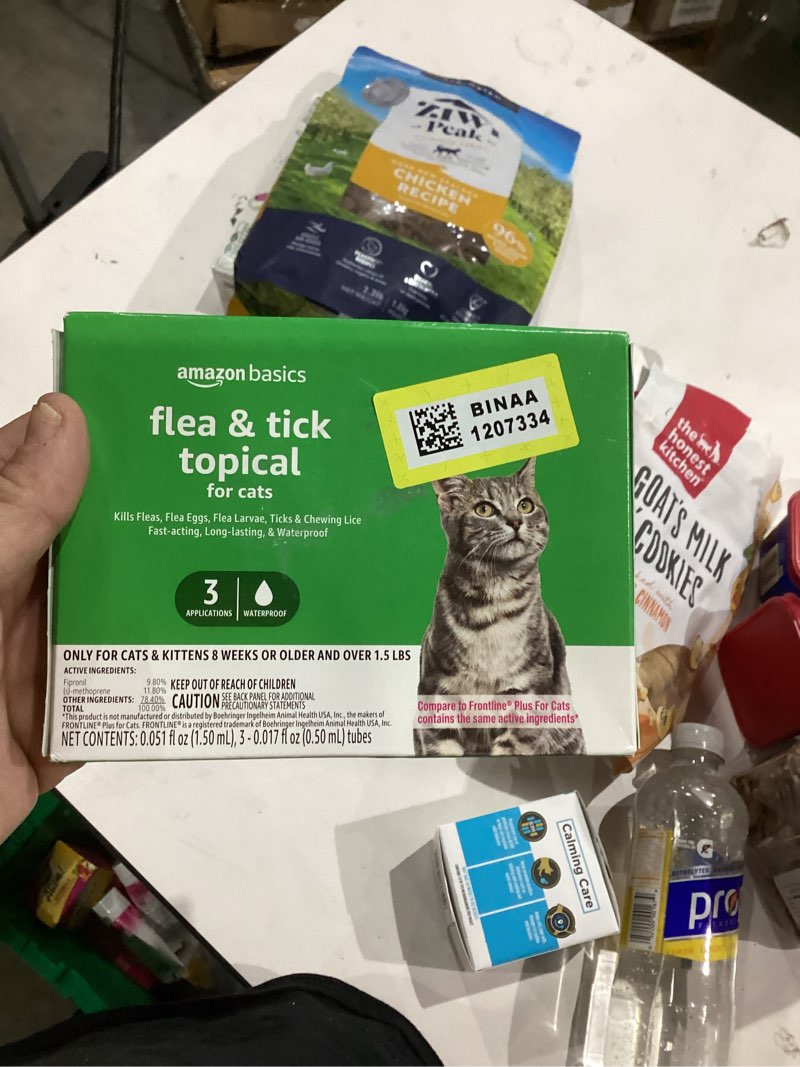 ZIWI
Peak
CHICKEN
RECIPE
96%
amazon basics
flea & tick
topical
for cats
Kills Fleas, Flea Eggs, Flea Larvae, Ticks & Chewing Lice
Fast-acting, Long-lasting, & Waterproof
3
APPLICATIONS
WATERPROOF
BINAA
1207334
ONLY FOR CATS & KITTENS 8 WEEKS OR OLDER AND OVER 1.5 LBS
ACTIVE INGREDIENTS:
Fipronil 9.80%
(s)-methoprene 11.80%
OTHER INGREDIENTS: 78.40%
TOTAL 100.00%
KEEP OUT OF REACH OF CHILDREN
CAUTION SEE BACK PANEL FOR ADDITIONAL
PRECAUTIONARY STATEMENTS
*This product is not manufactured or distributed by Boehringer Ingelheim Animal Health USA, Inc., the makers of
FRONTLINE® Plus for Cats. FRONTLINE® is a registered trademark of Boehringer Ingelheim Animal Health USA, Inc.
NET CONTENTS: 0.051 fl oz (1.50 mL), 3 - 0.017 fl oz (0.50 mL) tubes
Compare to Frontline® Plus For Cats
contains the same active ingredients*
the
honest
kitchen
GOAT'S MILK
COOKIES
CINNAMON
Calming Care
G
pro